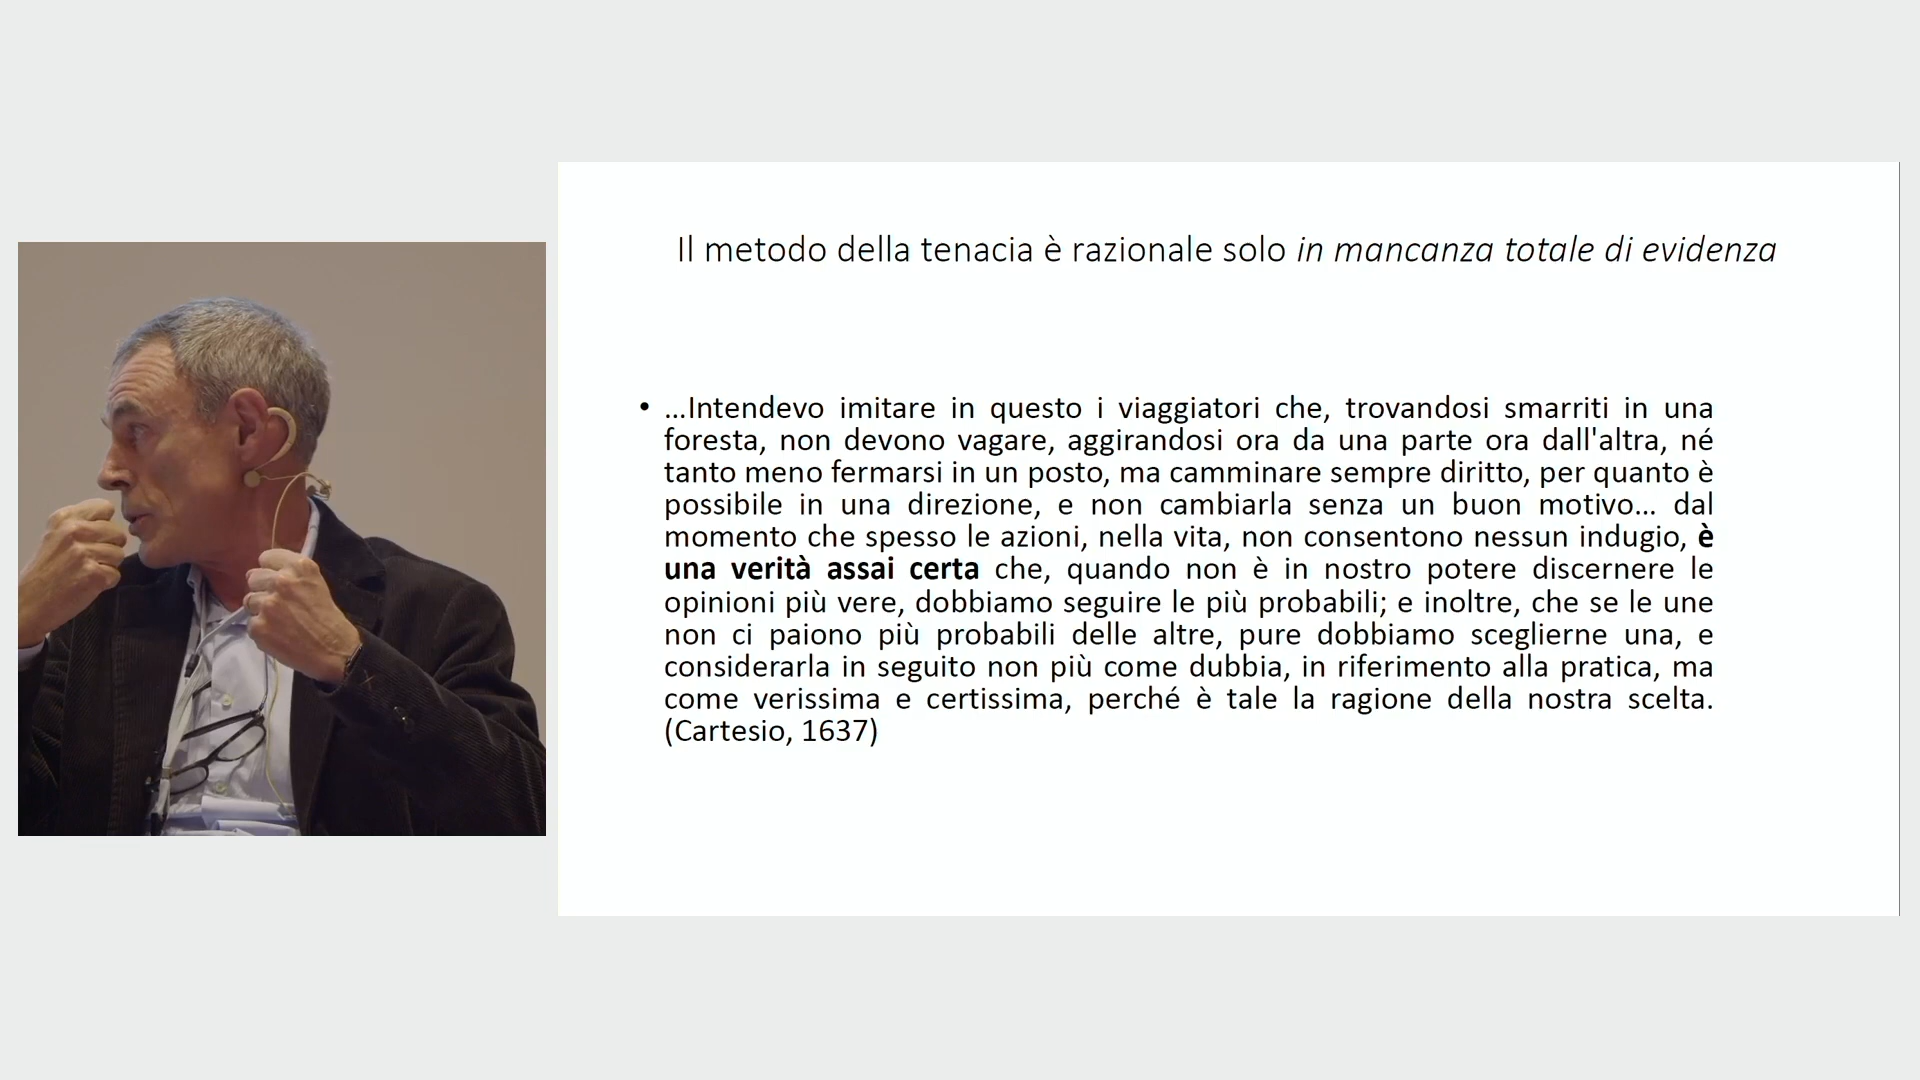 Il metodo della tenacia è razionale solo in mancanza totale di evidenza
• …Intendevo imitare in questo i viaggiatori che, trovandosi smarriti in una
foresta, non devono vagare, aggirandosi ora da una parte ora dall'altra, né
tanto meno fermarsi in un posto, ma camminare sempre diritto, per quanto è
possibile in una direzione, e non cambiarla senza un buon motivo… dal
momento che spesso le azioni, nella vita, non consentono nessun indugio, è
una verità assai certa che, quando non è in nostro potere discernere le
opinioni più vere, dobbiamo seguire le più probabili; e inoltre, che se le une
non ci paiono più probabili delle altre, pure dobbiamo sceglierne una, e
considerarla in seguito non più come dubbia, in riferimento alla pratica, ma
come verissima e certissima, perché è tale la ragione della nostra scelta.
(Cartesio, 1637)